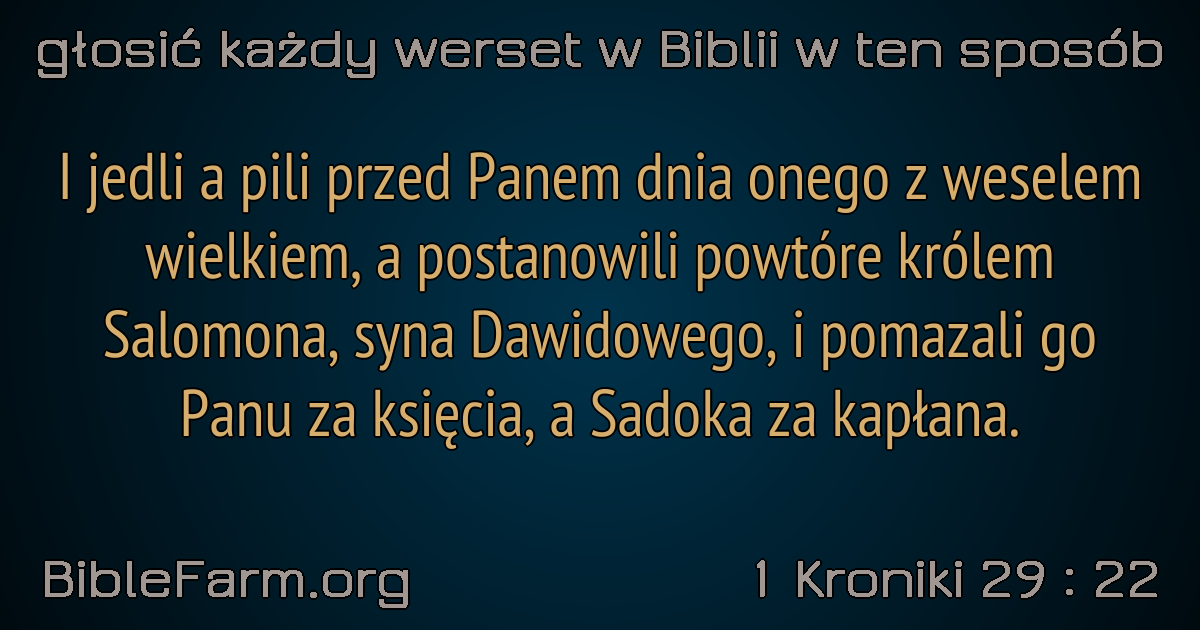 głosić każdy werset w Biblii w ten sposób
I jedli a pili przed Panem dnia onego z weselem
wielkiem, a postanowili powtóre królem
Salomona, syna Dawidowego, i pomazali go
Panu za księcia, a Sadoka za kapłana.
BibleFarm.org
1 Kroniki 29 : 22